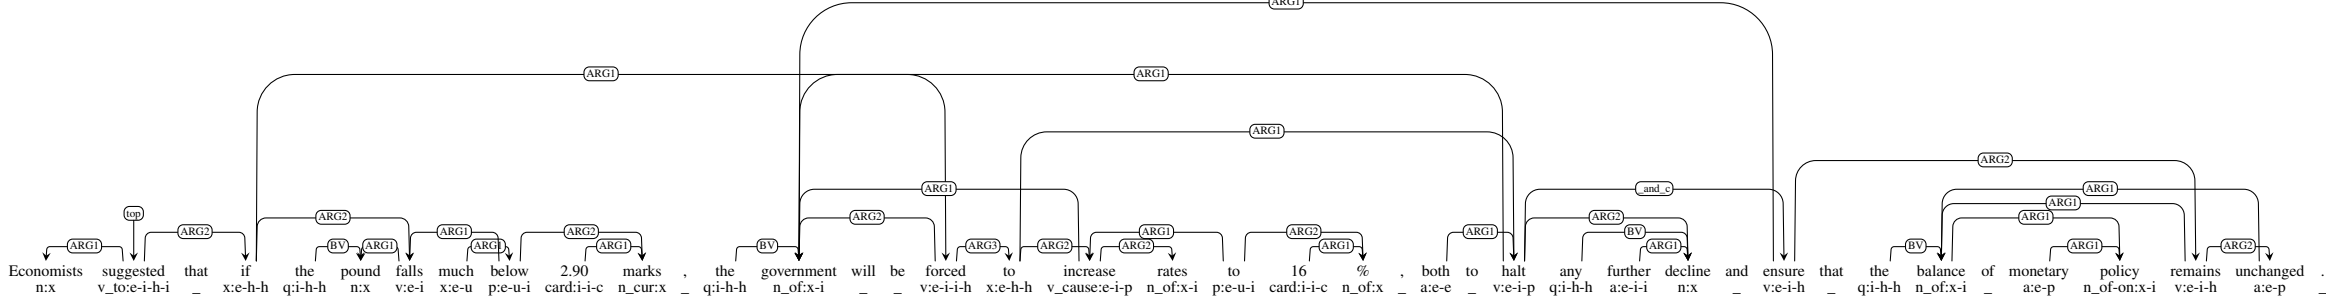 ARG1
ARG1 ARG1
ARG1
ARG2
ARG1 _and_c ARG1
ARG1
top ARG2 ARG2 ARG2 ARG1
ARG2 ARG1 ARG2 ARG1 ARG2 ARG1 BV
ARG1 BV ARG1 ARG1 ARG1 BV ARG3 ARG2 ARG2 ARG1 ARG1 BV ARG1 ARG2
Economists suggested that if the pound falls much below 2.90 marks , the government will be forced to increase rates to 16 % , both to halt any further decline and ensure that the balance of monetary policy remains unchanged .
n:x v_to:e-i-h-i _ x:e-h-h q:i-h-h n:x v:e-i x:e-u p:e-u-i card:i-i-c n_cur:x _ q:i-h-h n_of:x-i _ _ v:e-i-i-h x:e-h-h v_cause:e-i-p n_of:x-i p:e-u-i card:i-i-c n_of:x _ a:e-e _ v:e-i-p q:i-h-h a:e-i-i n:x _ v:e-i-h _ q:i-h-h n_of:x-i _ a:e-p n_of-on:x-i v:e-i-h a:e-p _